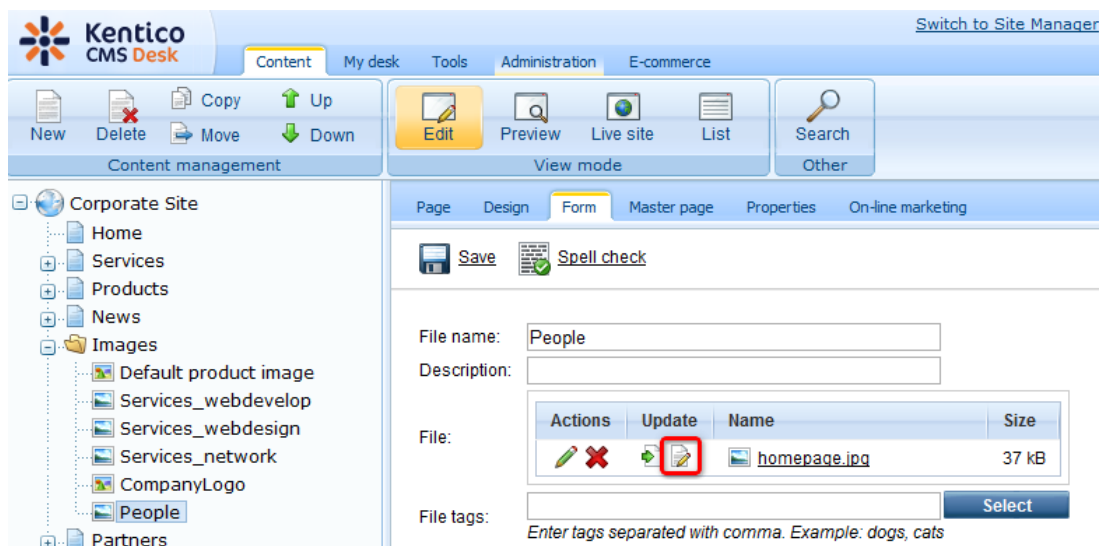 Kentico
CMS Desk
Switch to Site Manager
Content My desk Tools Administration E-commerce
New Delete Copy Move Up Down
Content management
Edit Preview Live site List
View mode
Search
Other
Corporate Site
Home
Services
Products
News
Images
Default product image
Services_webdevelop
Services_webdesign
Services_network
CompanyLogo
People
Partners
Page Design Form Master page Properties On-line marketing
Save Spell check
File name: People
Description:
File:
Actions Update Name Size
homepage.jpg 37 kB
File tags: Select
Enter tags separated with comma. Example: dogs, cats